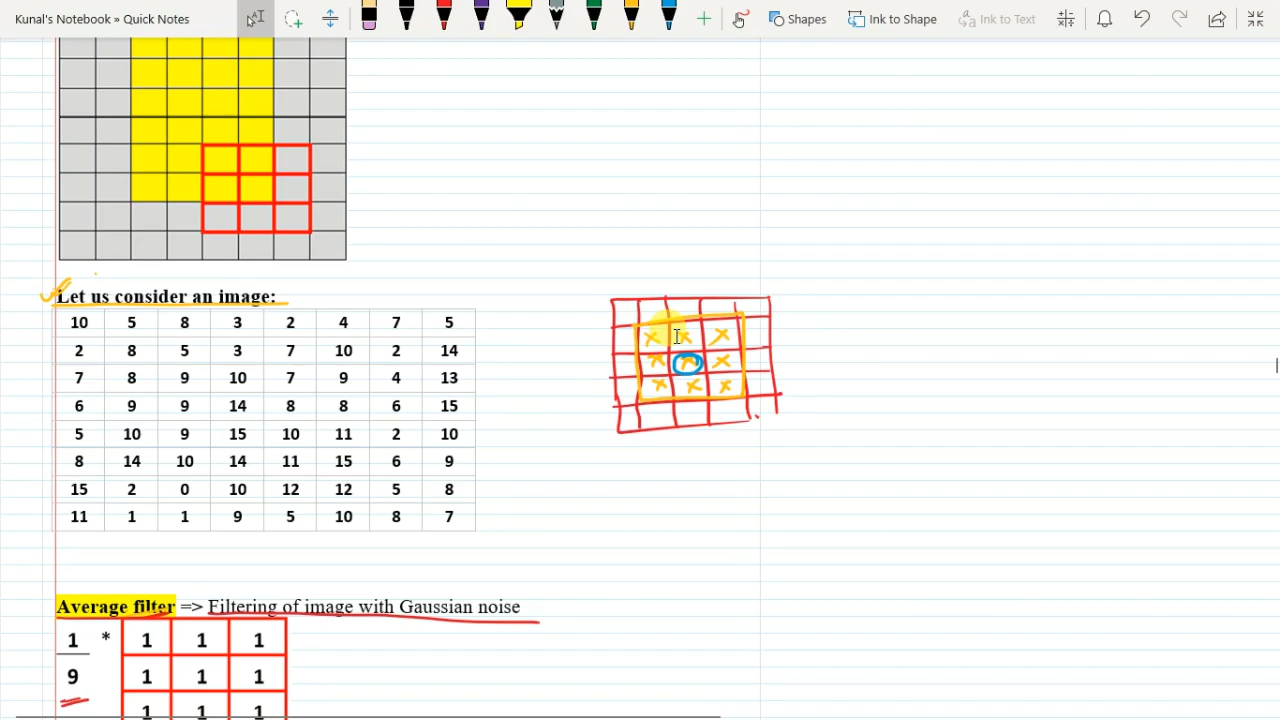 Kunal's Notebook » Quick Notes
Shapes
Ink to Shape
Ink to Text
Let us consider an image:
10 5 8 3 2 4 7 5
2 8 5 3 7 10 2 14
7 8 9 10 7 9 4 13
6 9 9 14 8 8 6 15
5 10 9 15 10 11 2 10
8 14 10 14 11 15 6 9
15 2 0 10 12 12 5 8
11 1 1 9 5 10 8 7
x x x
x x x
x x x
Average filter => Filtering of image with Gaussian noise
1 * 1 1 1
9 1 1 1
1 1 1